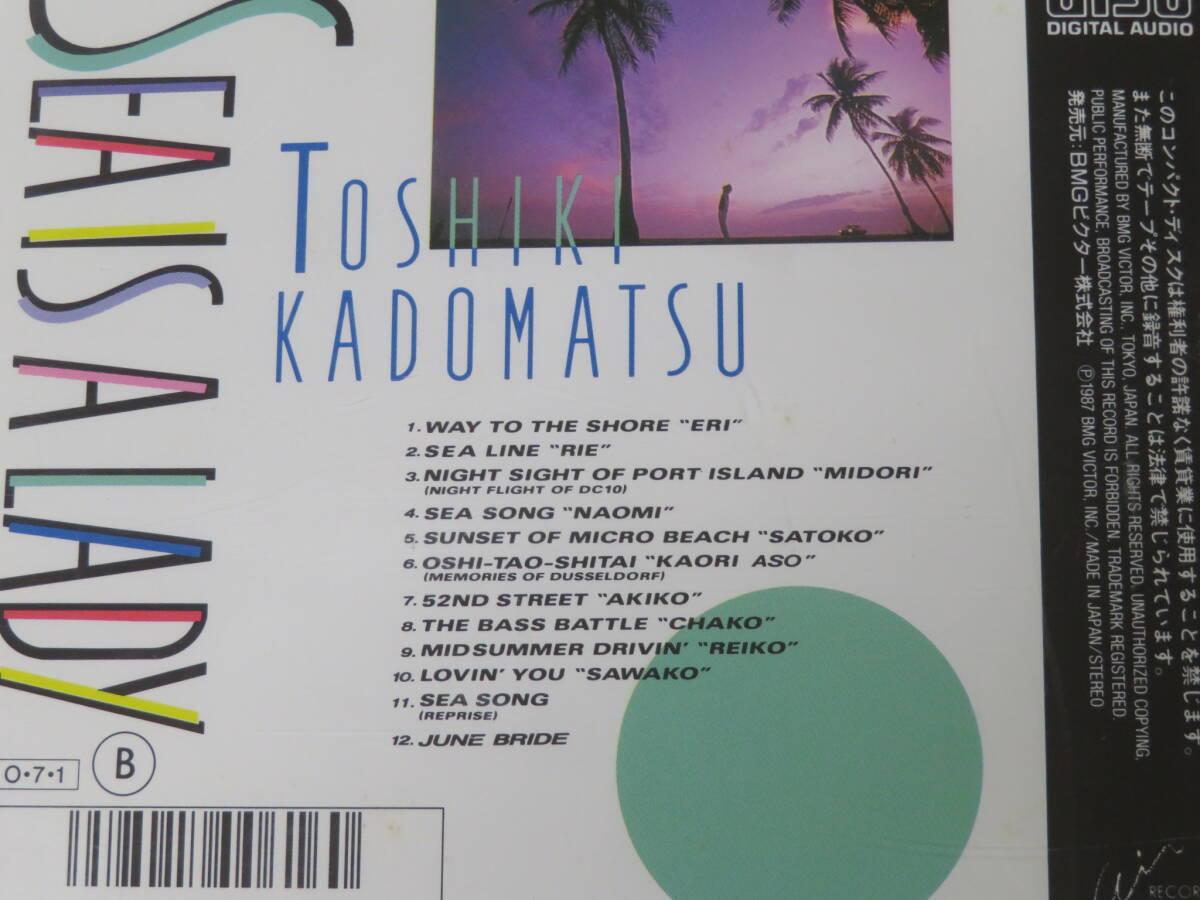 SEA IS A LADY
TOSHIKI
KADOMATSU
1. WAY TO THE SHORE "ERI"
2. SEA LINE "RIE"
3. NIGHT SIGHT OF PORT ISLAND "MIDORI"
(NIGHT FLIGHT OF DC10)
4. SEA SONG "NAOMI"
5. SUNSET OF MICRO BEACH "SATOKO"
6. OSHI-TAO-SHITAI "KAORI ASO"
(MEMORIES OF DUSSELDORF)
7. 52ND STREET "AKIKO"
8. THE BASS BATTLE "CHAKO"
9. MIDSUMMER DRIVIN' "REIKO"
10. LOVIN' YOU "SAWAKO"
11. SEA SONG
(REPRISE)
12. JUNE BRIDE
O・7・1
B
DIGITAL AUDIO
このコンパクト・ディスクは権利者の許諾なく賃貸業に使用することを禁じます。
また無断でテープその他に録音することは法律で禁じられています。
MANUFACTURED BY BMG VICTOR, INC., TOKYO, JAPAN. ALL RIGHTS RESERVED. UNAUTHORIZED COPYING,
PUBLIC PERFORMANCE, BROADCASTING OF THIS RECORD IS FORBIDDEN. TRADEMARK REGISTERED.
発売元：BMGビクター株式会社 Ⓟ1987 BMG VICTOR, INC./MADE IN JAPAN/STEREO